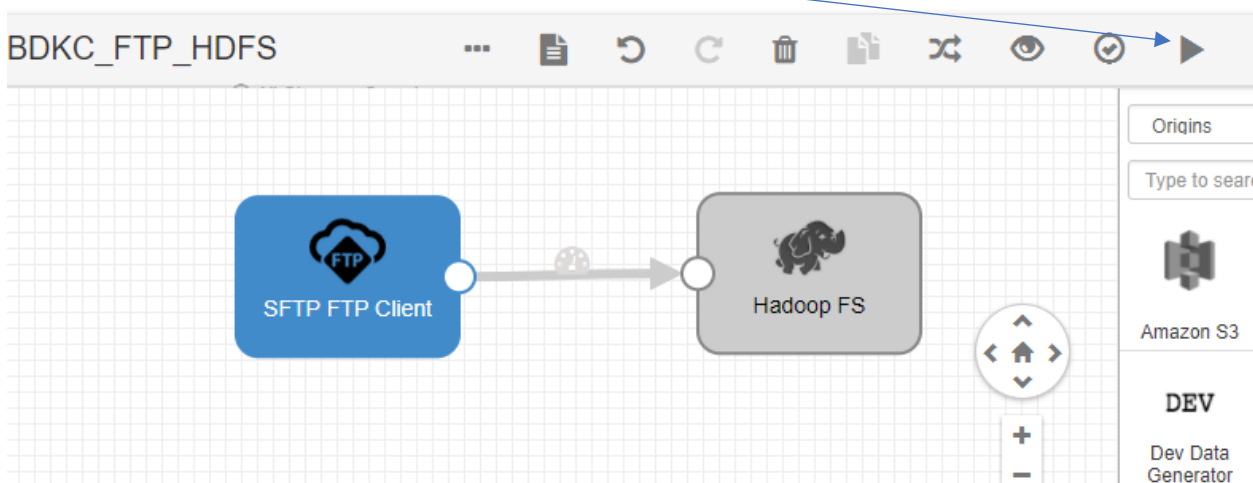 BDKC_FTP_HDFS
Origins
Type to sear
FTP
SFTP FTP Client
Hadoop FS
Amazon S3
DEV
Dev Data
Generator